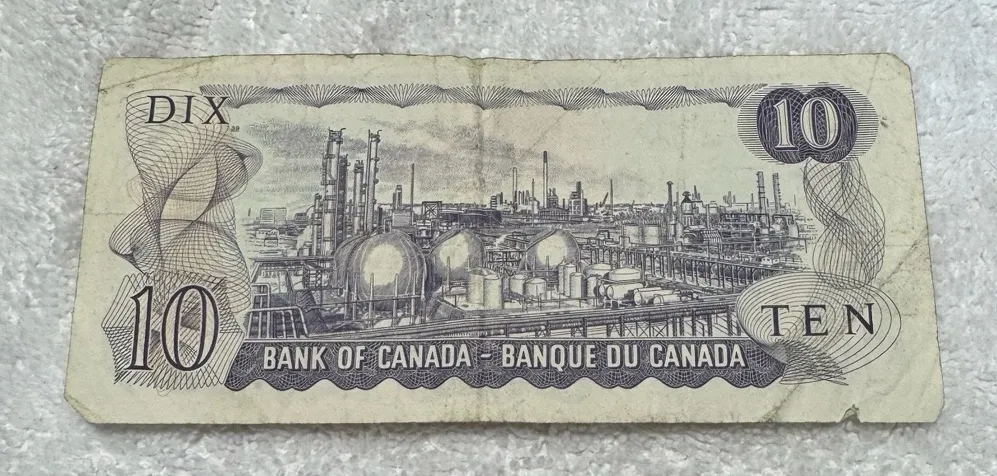 DIX
10
10
TEN
BANK OF CANADA - BANQUE DU CANADA